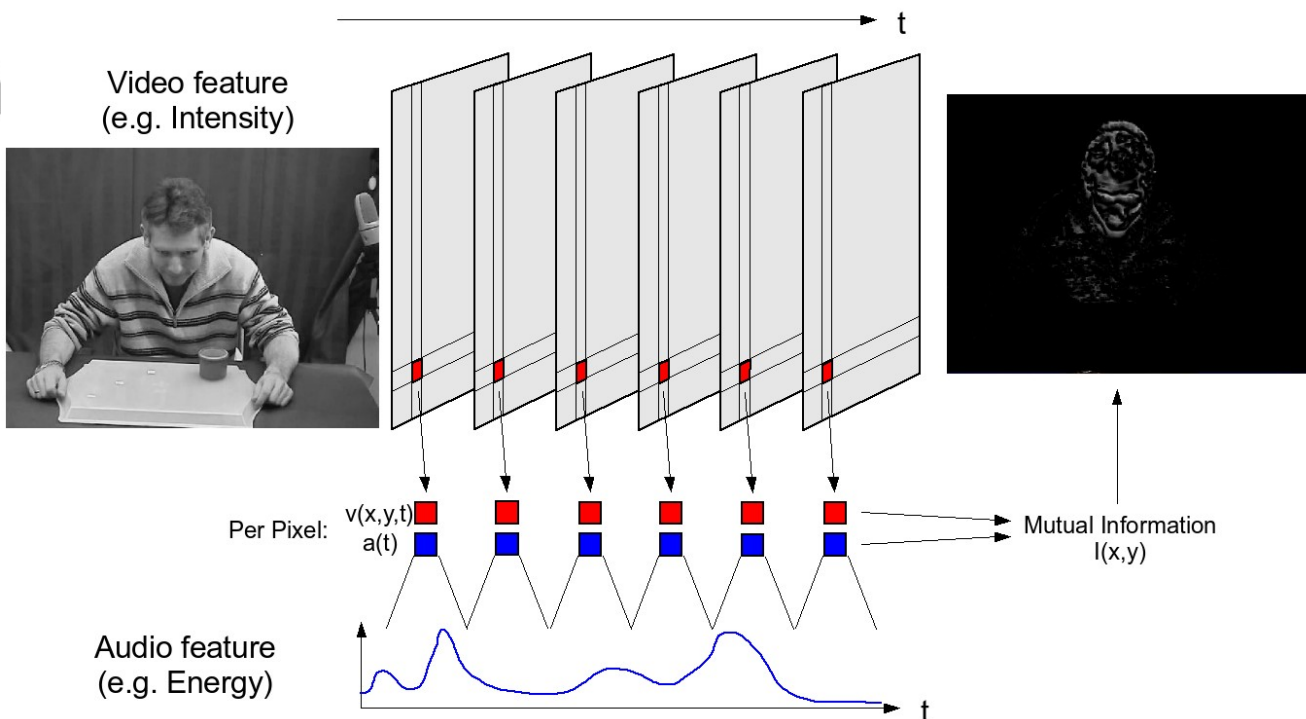 t
Video feature
(e.g. Intensity)
Per Pixel:
v(x,y,t)
a(t)
Mutual Information
I(x,y)
Audio feature
(e.g. Energy)
t